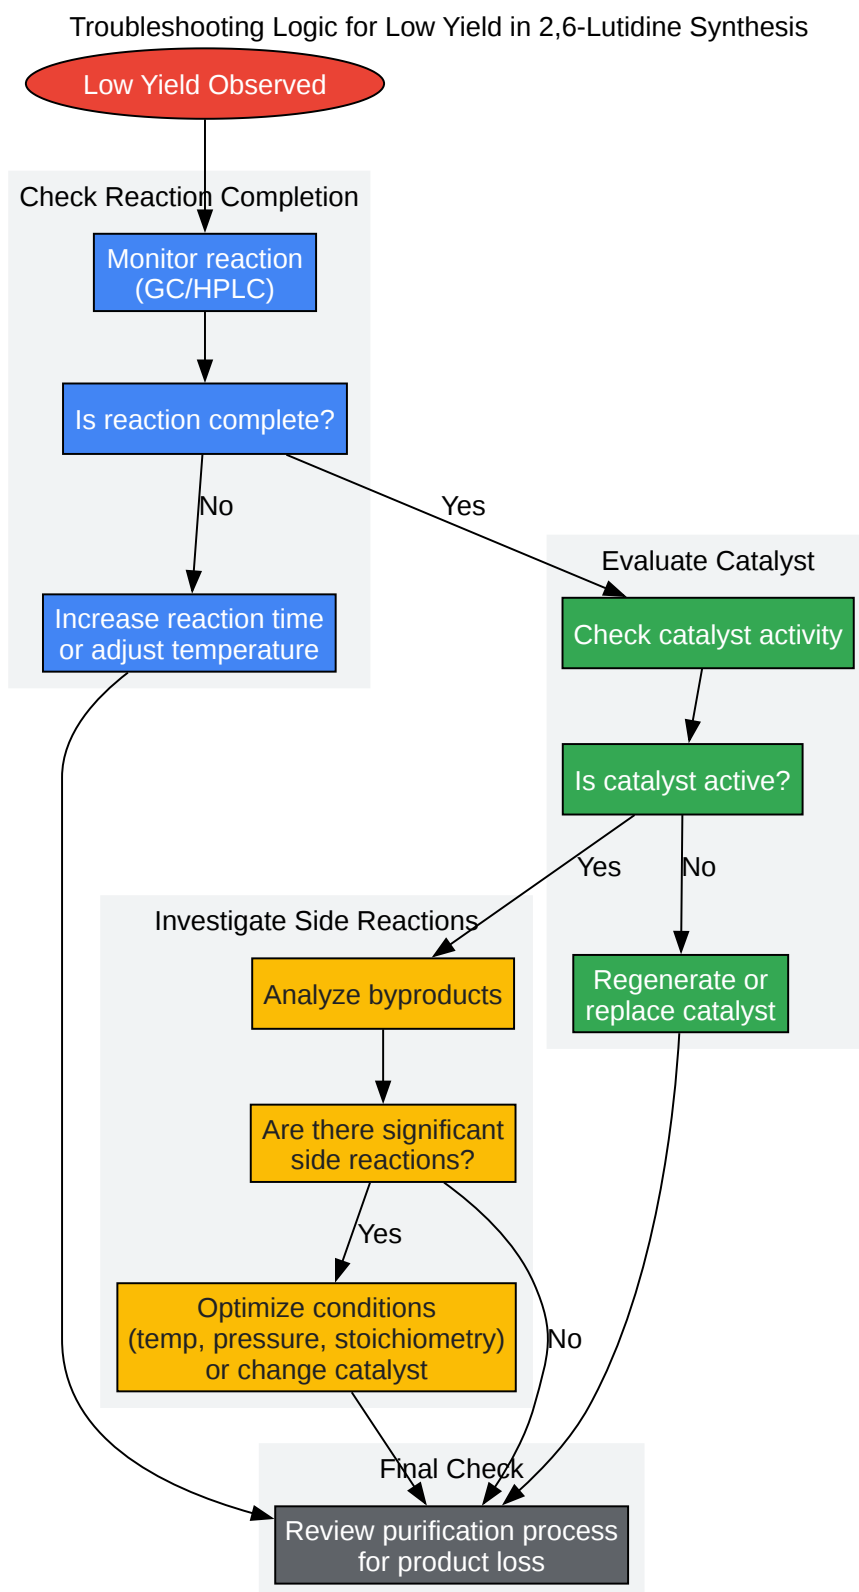 Troubleshooting Logic for Low Yield in 2,6-Lutidine Synthesis
Low Yield Observed
Check Reaction Completion
Monitor reaction
(GC/HPLC)
Is reaction complete?
No
Yes
Increase reaction time
or adjust temperature
Evaluate Catalyst
Check catalyst activity
Is catalyst active?
Yes
No
Regenerate or
replace catalyst
Investigate Side Reactions
Analyze byproducts
Are there significant
side reactions?
Yes
No
Optimize conditions
(temp, pressure, stoichiometry)
or change catalyst
Final Check
Review purification process
for product loss